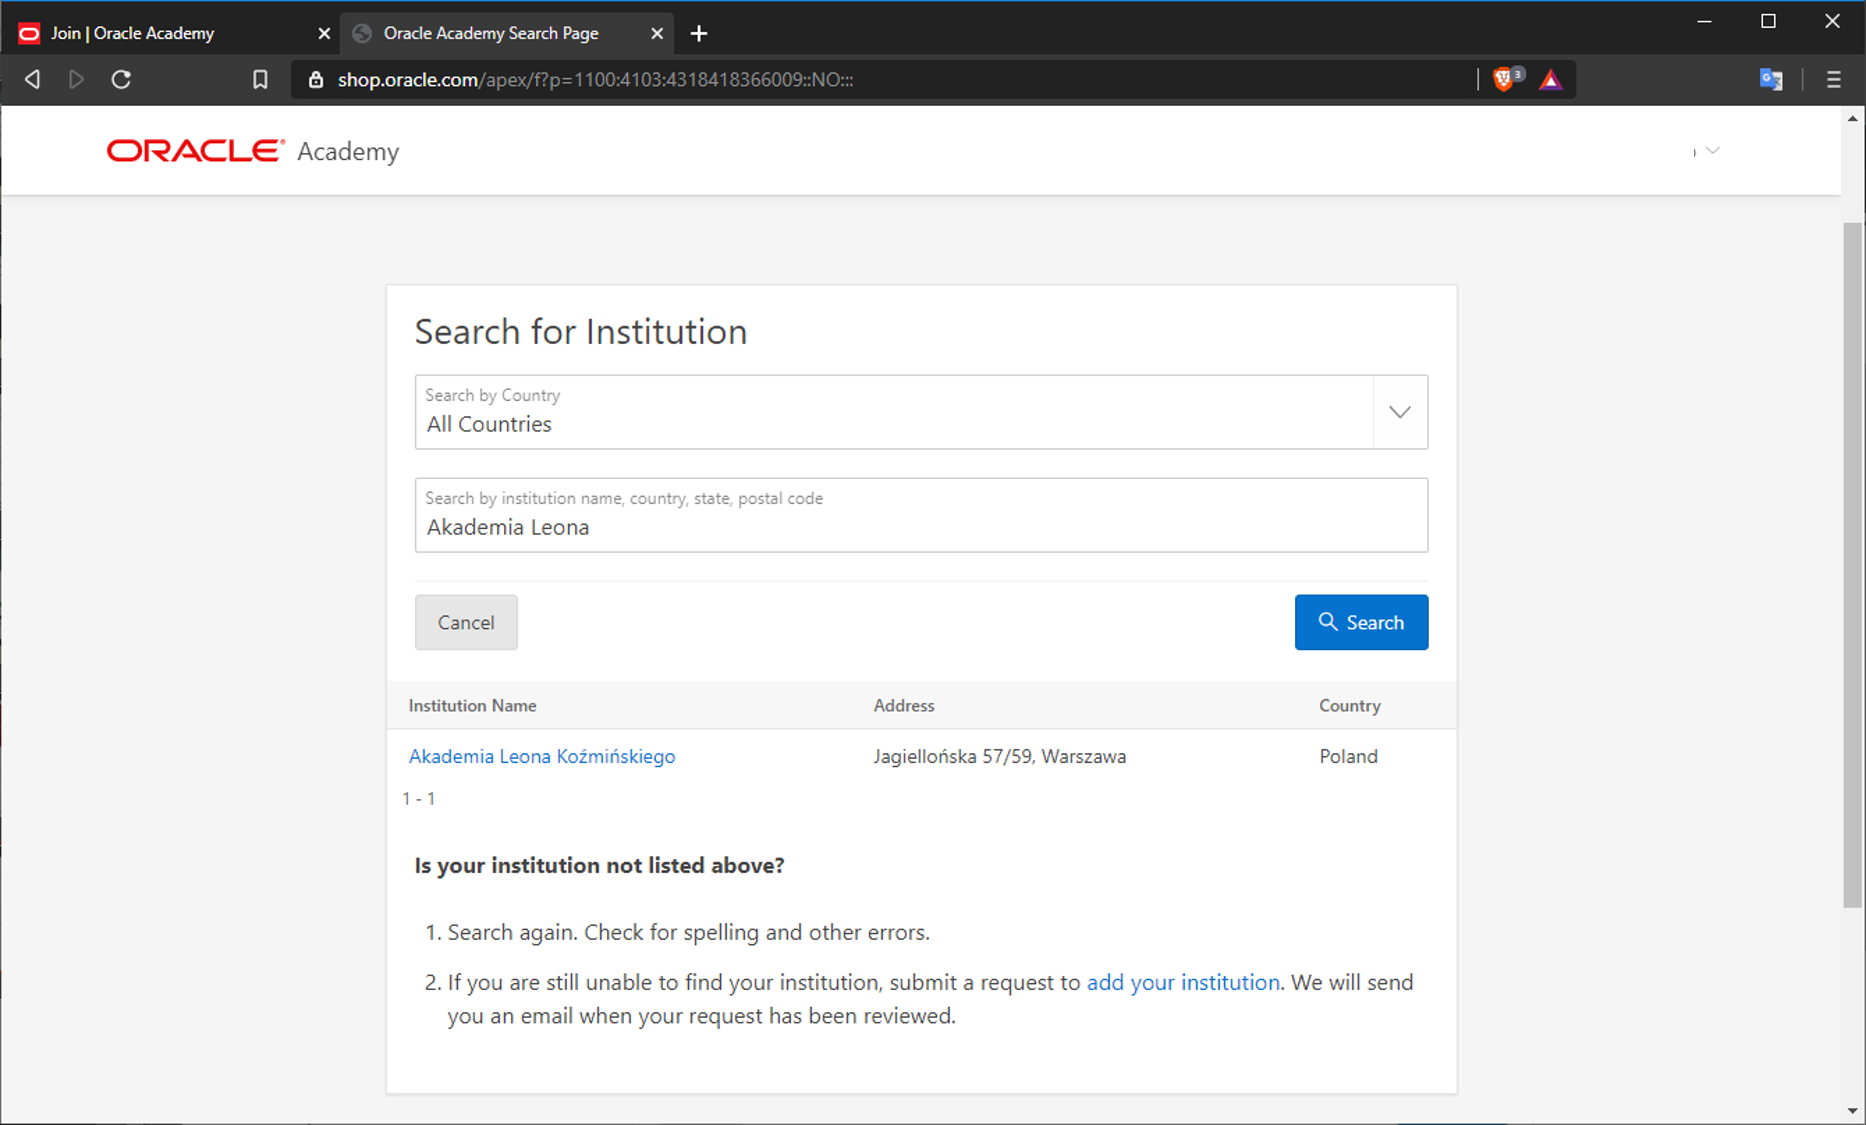 Join | Oracle Academy
Oracle Academy Search Page
shop.oracle.com/apex/f?p=1100:4103:4318418366009::NO:::
3
ORACLE® Academy
Search for Institution
Search by Country
All Countries
Search by institution name, country, state, postal code
Akademia Leona
Cancel
Search
Institution Name Address Country
Akademia Leona Koźmińskiego Jagiellońska 57/59, Warszawa Poland
1 - 1
Is your institution not listed above?
1. Search again. Check for spelling and other errors.
2. If you are still unable to find your institution, submit a request to add your institution. We will send
you an email when your request has been reviewed.